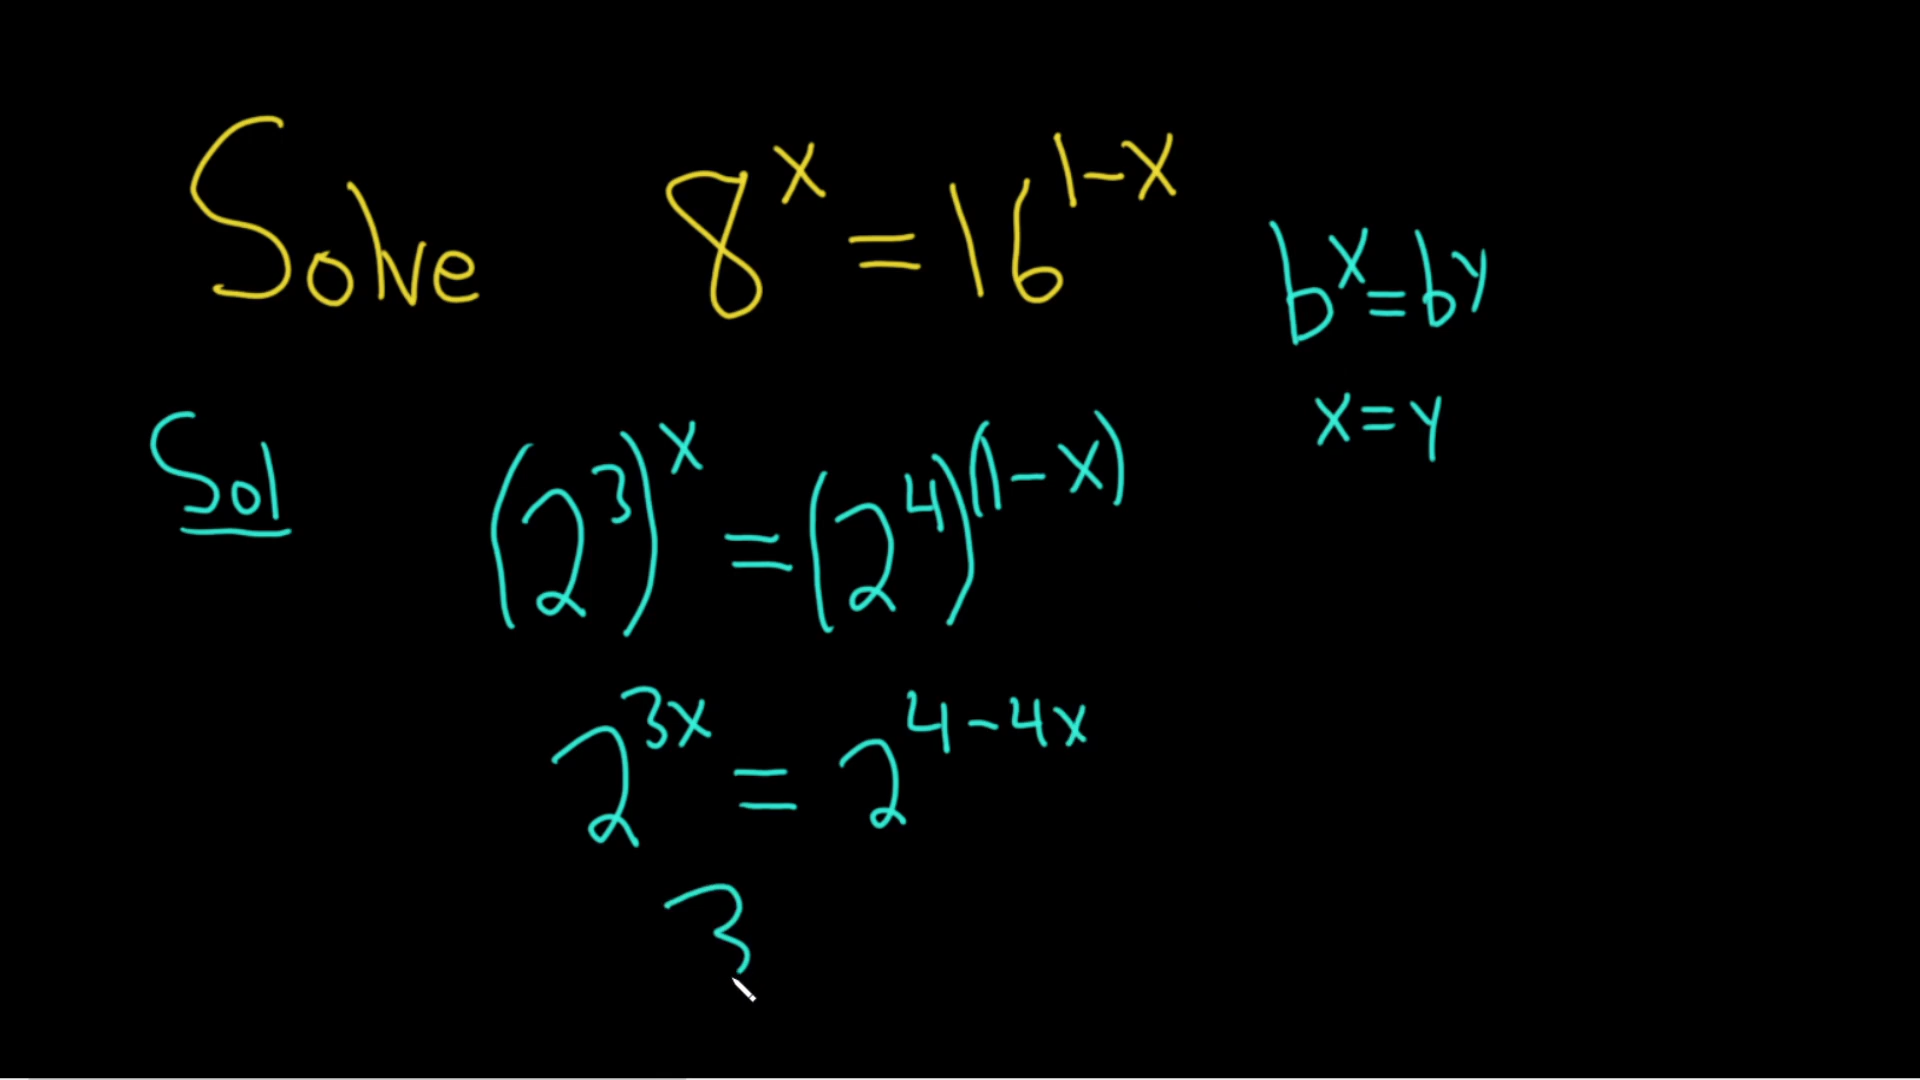 Solve 8^x = 16^1-x
b^x = b^y
x = y
Sol (2^3)^x = (2^4)^(1-x)
2^3x = 2^4-4x
3